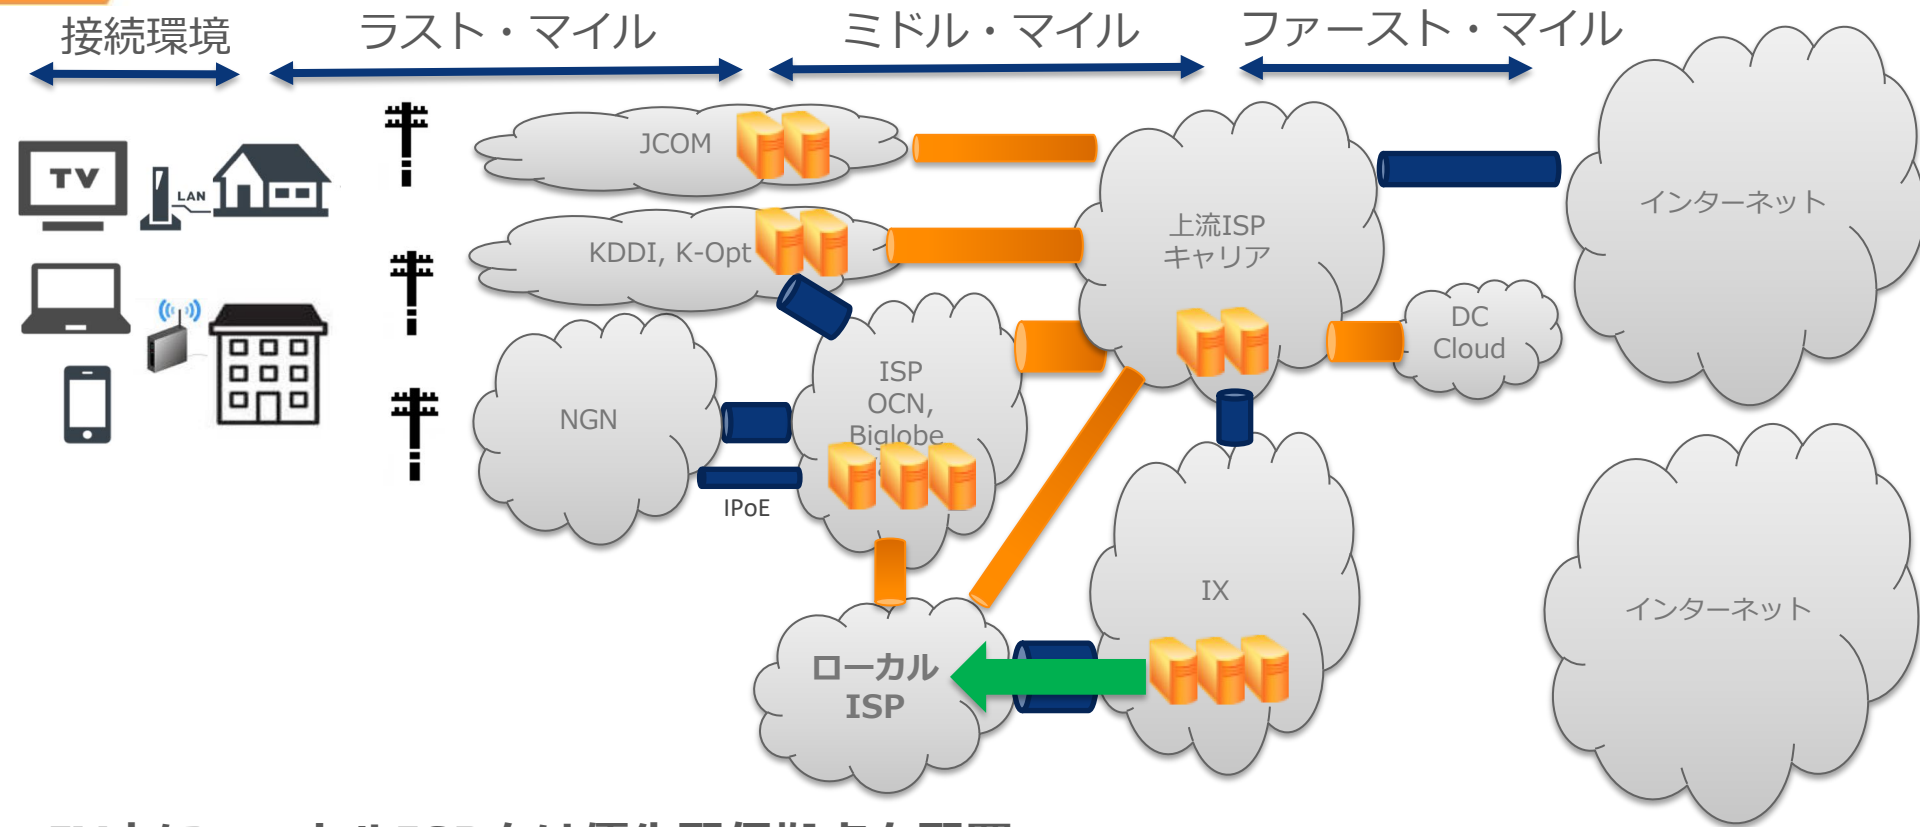 接続環境
ラスト・マイル
ミドル・マイル
ファースト・マイル
TV
LAN
JCOM
KDDI, K-Opt
NGN
IPoE
ISP
OCN,
Biglobe
上流ISP
キャリア
DC
Cloud
IX
ローカル
ISP
インターネット
インターネット